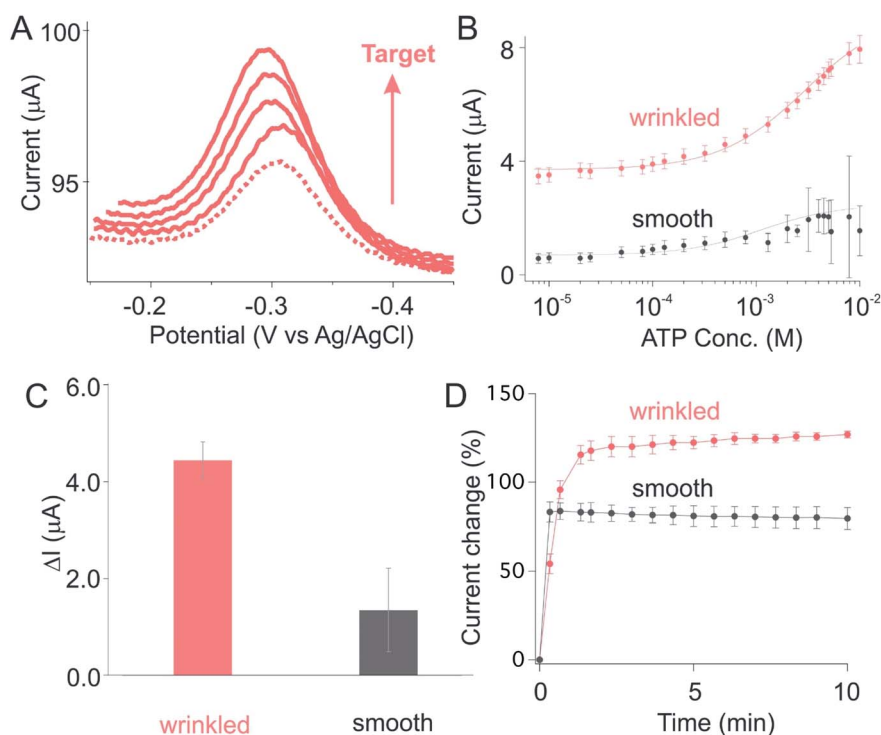 A
100
95
Current (μA)
Target
-0.2
-0.3
-0.4
Potential (V vs Ag/AgCl)
B
8
4
0
Current (μA)
wrinkled
smooth
10-5
10-4
10-3
10-2
ATP Conc. (M)
C
6.0
4.0
2.0
0.0
ΔI (μA)
wrinkled
smooth
D
150
100
50
0
Current change (%)
wrinkled
smooth
0
5
10
Time (min)